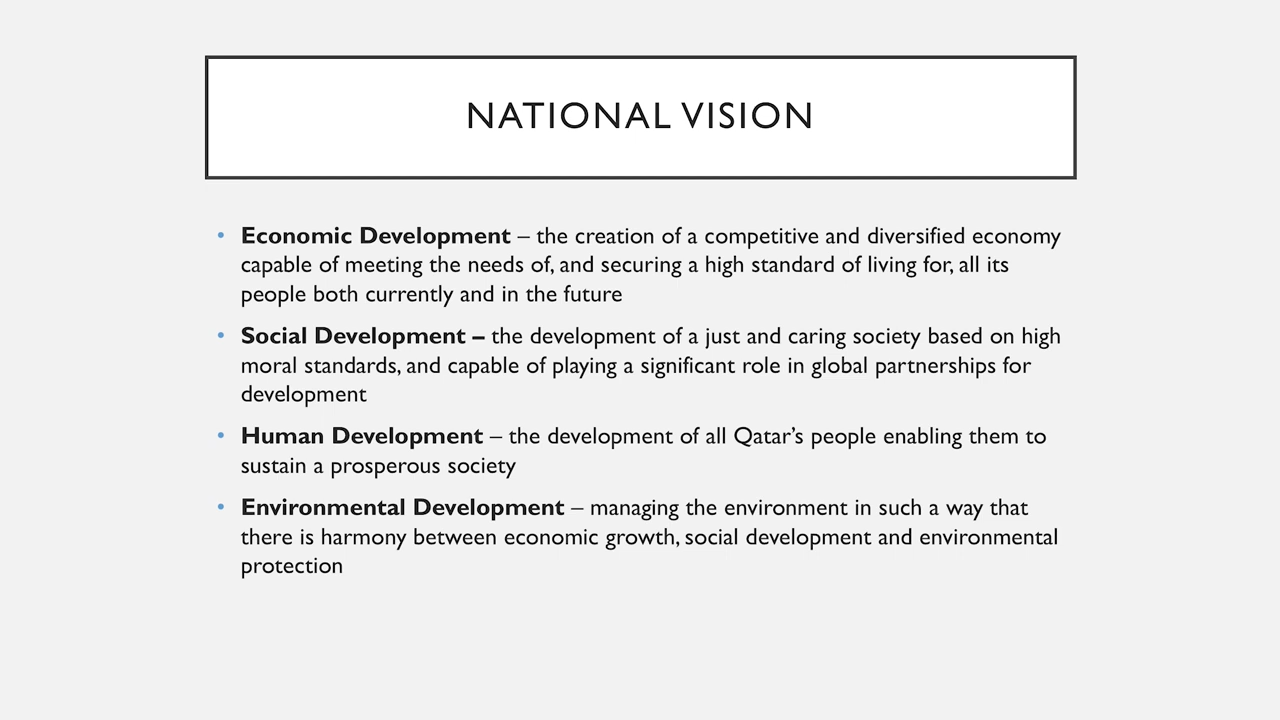 NATIONAL VISION
• Economic Development – the creation of a competitive and diversified economy
capable of meeting the needs of, and securing a high standard of living for, all its
people both currently and in the future
• Social Development – the development of a just and caring society based on high
moral standards, and capable of playing a significant role in global partnerships for
development
• Human Development – the development of all Qatar’s people enabling them to
sustain a prosperous society
• Environmental Development – managing the environment in such a way that
there is harmony between economic growth, social development and environmental
protection